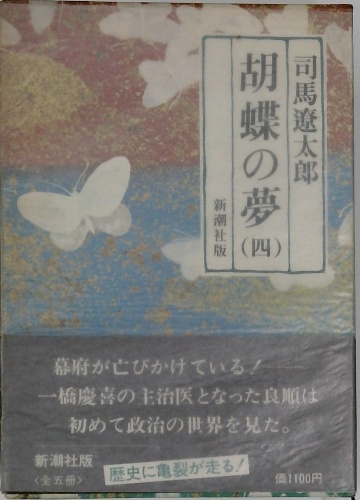 司馬遼太郎
胡蝶の夢
(四)
新潮社版
幕府が亡びかけている!
一橋慶喜の主治医となった良順は
初めて政治の世界を見た。
新潮社版
〈全五冊〉
歴史に亀裂が走る!
価1100円